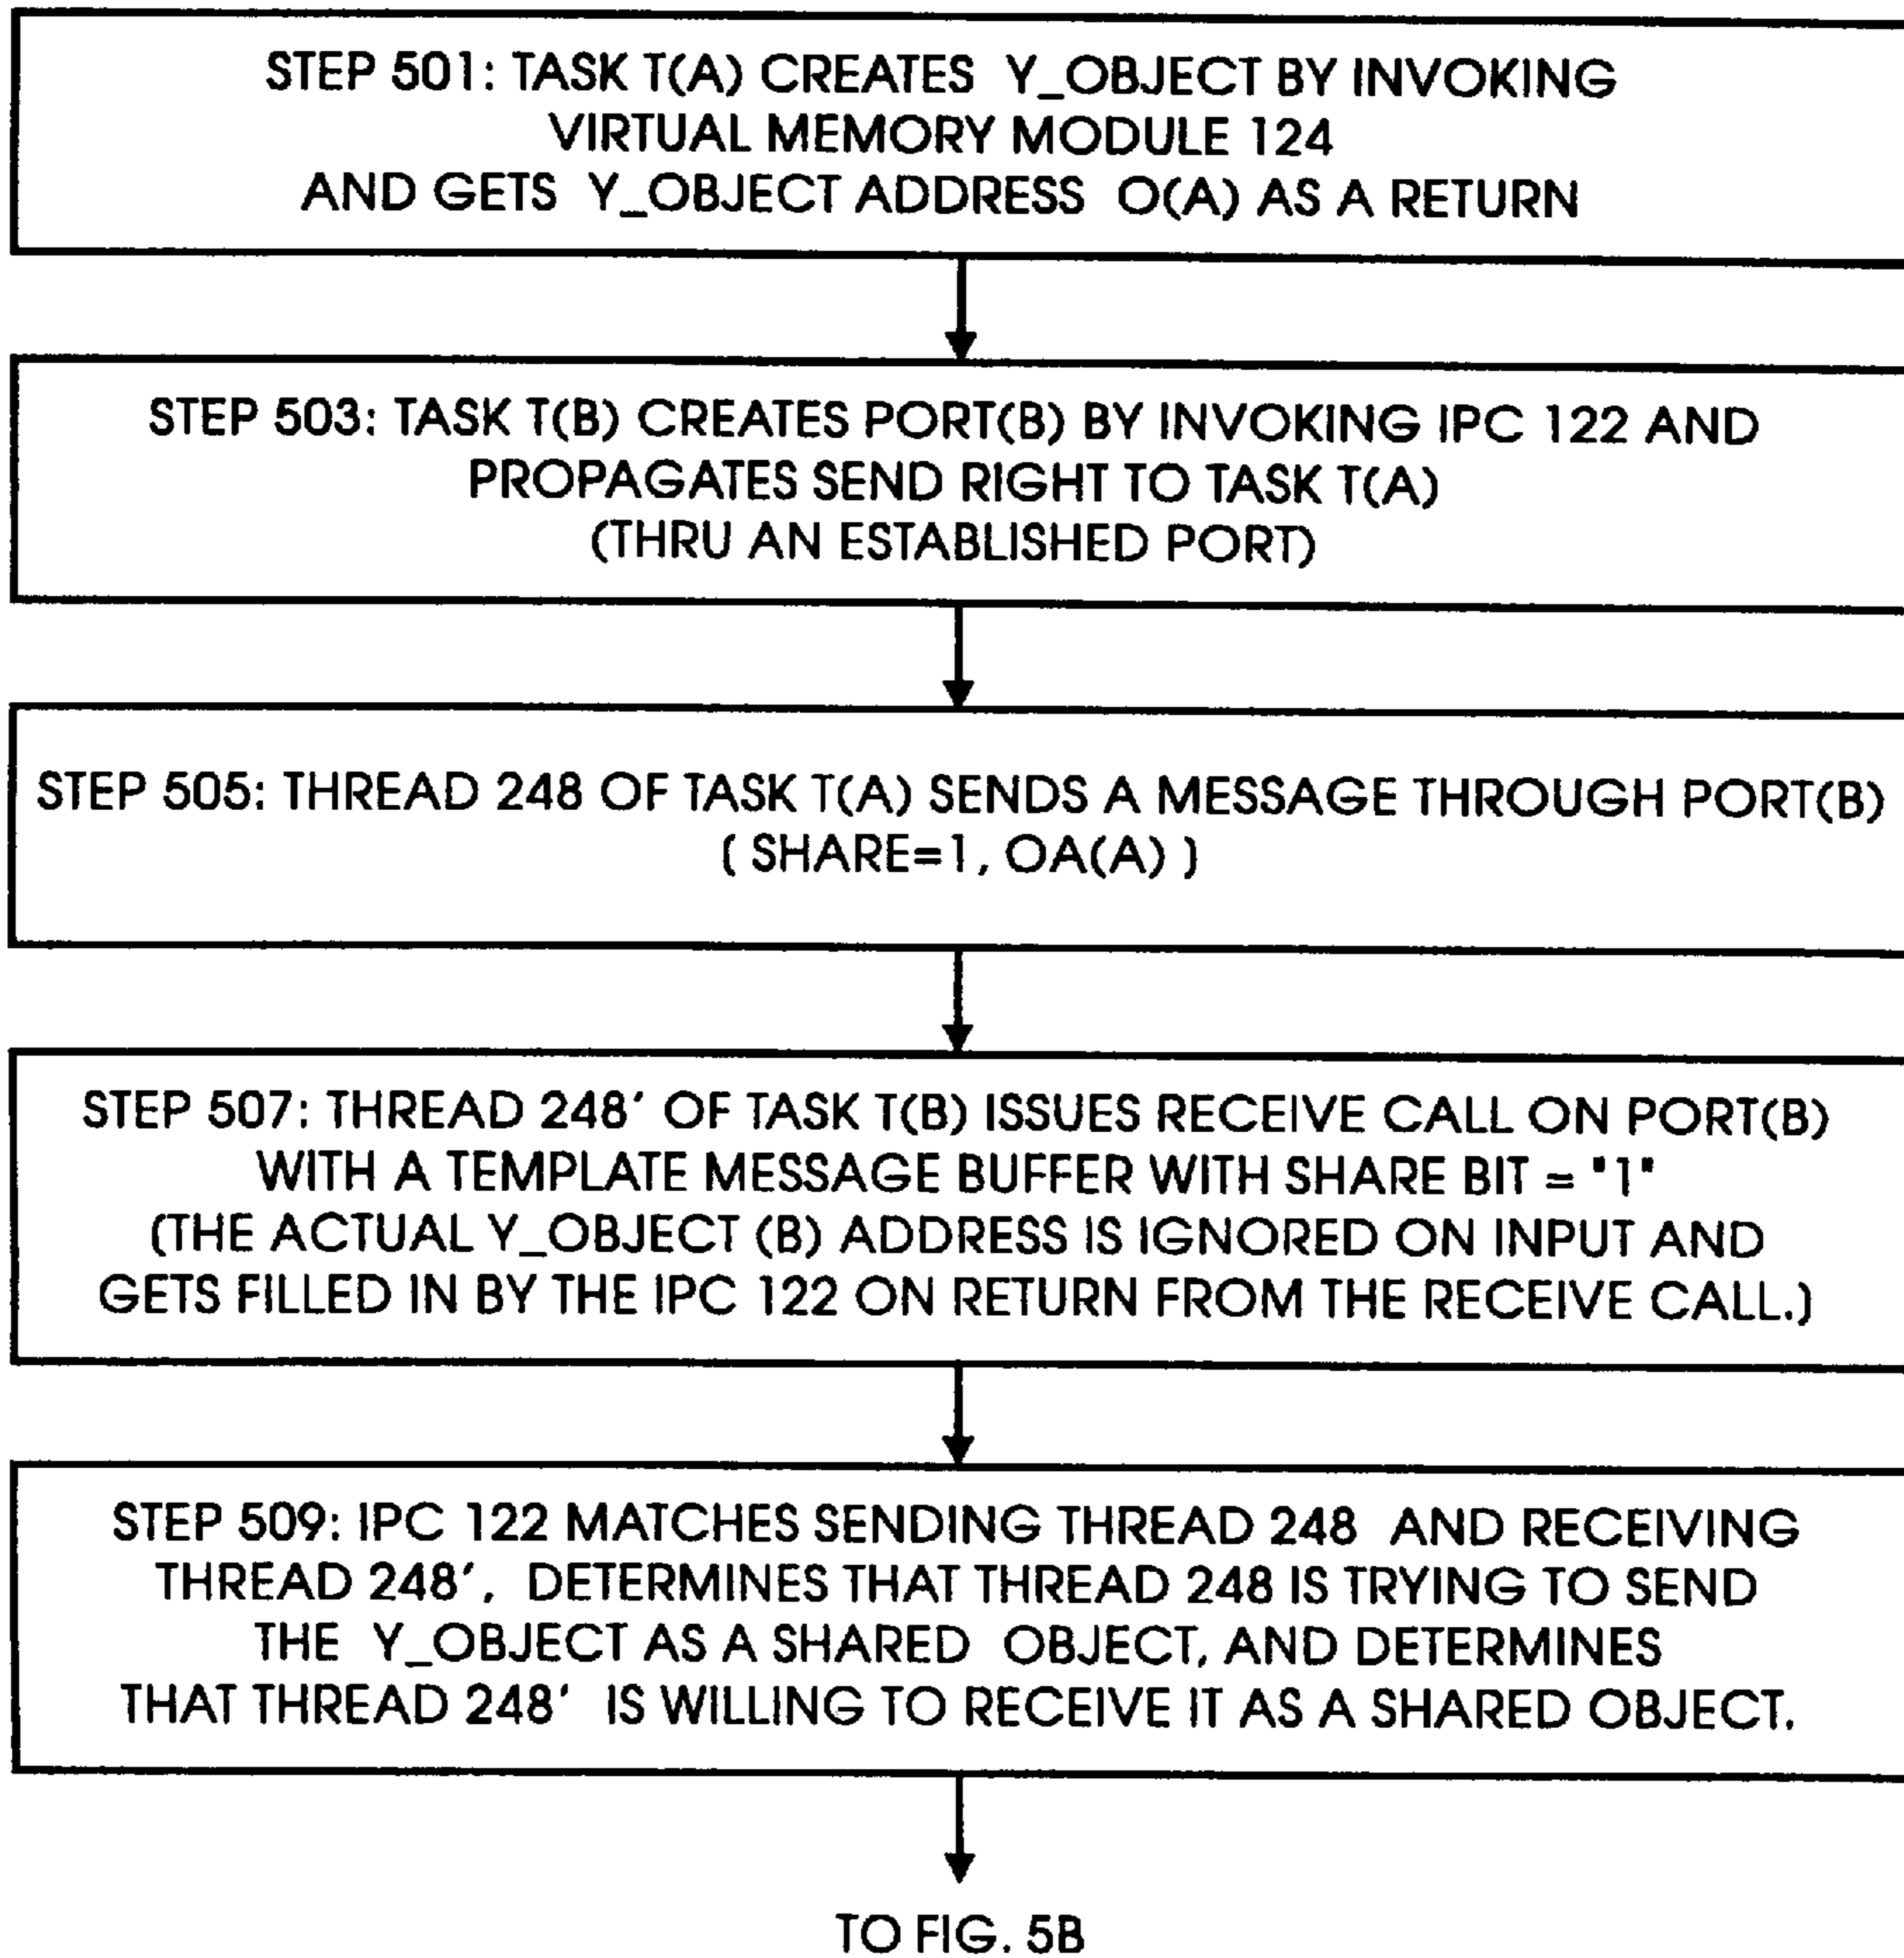 STEP 501: TASK T(A) CREATES Y_OBJECT BY INVOKING
VIRTUAL MEMORY MODULE 124
AND GETS Y_OBJECT ADDRESS O(A) AS A RETURN
STEP 503: TASK T(B) CREATES PORT(B) BY INVOKING IPC 122 AND
PROPAGATES SEND RIGHT TO TASK T(A)
(THRU AN ESTABLISHED PORT)
STEP 505: THREAD 248 OF TASK T(A) SENDS A MESSAGE THROUGH PORT(B)
( SHARE=1, OA(A) )
STEP 507: THREAD 248' OF TASK T(B) ISSUES RECEIVE CALL ON PORT(B)
WITH A TEMPLATE MESSAGE BUFFER WITH SHARE BIT = "1"
(THE ACTUAL Y_OBJECT (B) ADDRESS IS IGNORED ON INPUT AND
GETS FILLED IN BY THE IPC 122 ON RETURN FROM THE RECEIVE CALL.)
STEP 509: IPC 122 MATCHES SENDING THREAD 248 AND RECEIVING
THREAD 248', DETERMINES THAT THREAD 248 IS TRYING TO SEND
THE Y_OBJECT AS A SHARED OBJECT, AND DETERMINES
THAT THREAD 248' IS WILLING TO RECEIVE IT AS A SHARED OBJECT.
TO FIG. 5B